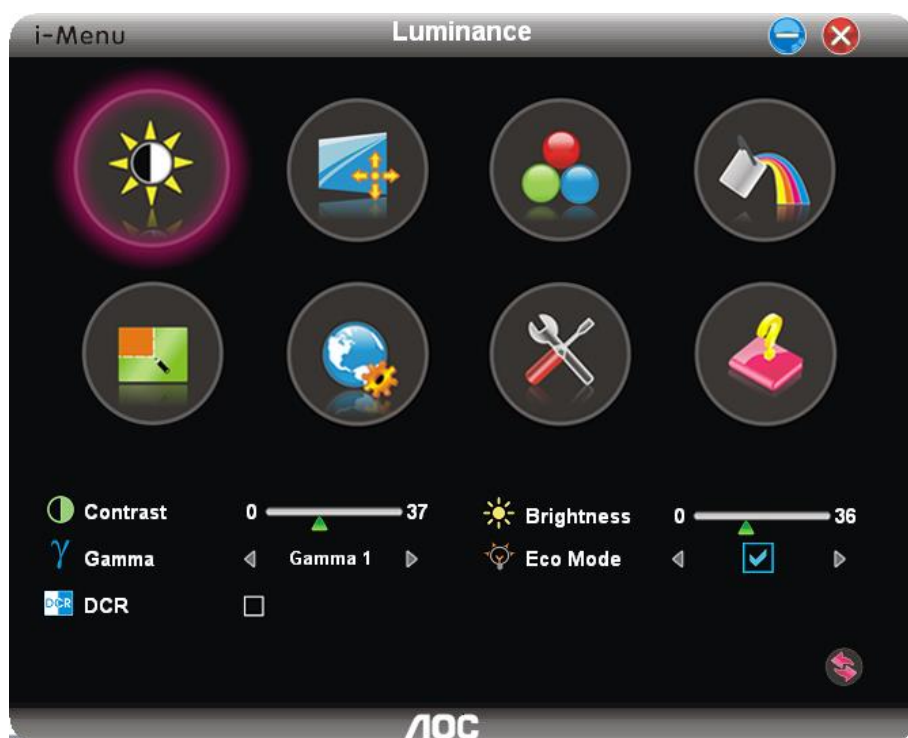 i-Menu Luminance
Contrast 0 37 Brightness 0 36
γ Gamma Gamma 1 Eco Mode
DCR DCR
AOC